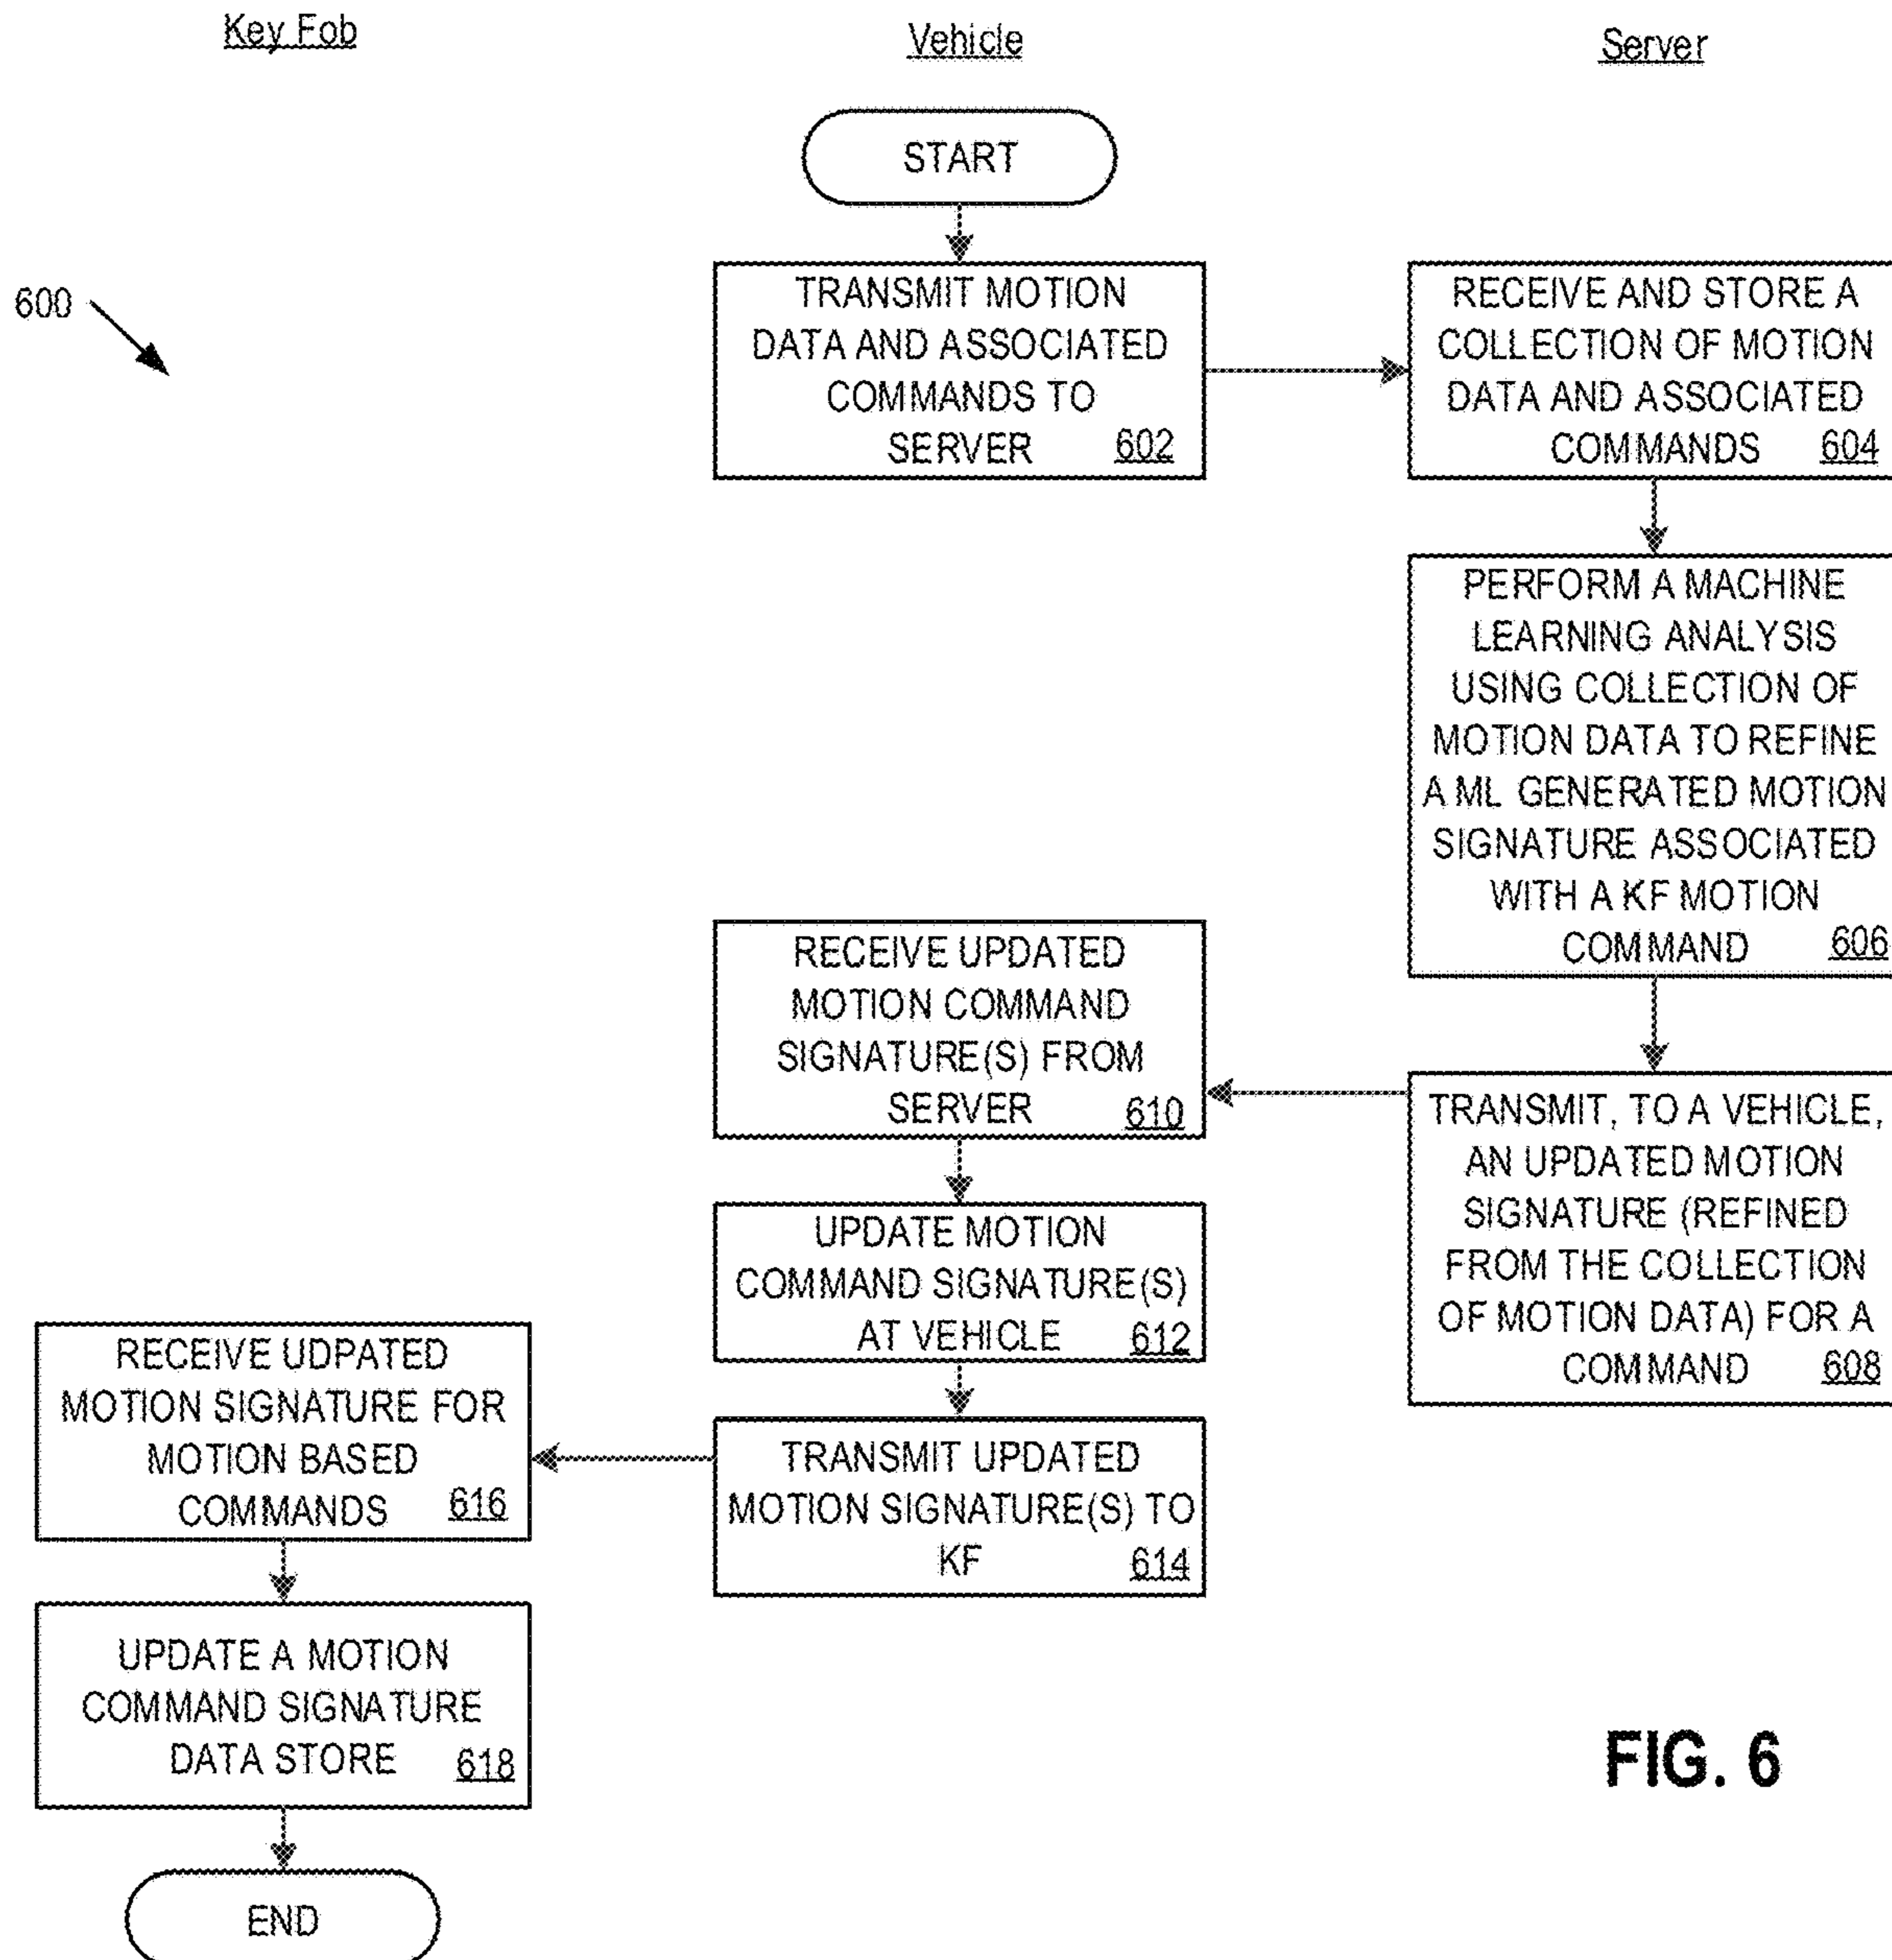 Key Fob
Vehicle
Server
START
600
TRANSMIT MOTION
DATA AND ASSOCIATED
COMMANDS TO
SERVER 602
RECEIVE AND STORE A
COLLECTION OF MOTION
DATA AND ASSOCIATED
COMMANDS 604
PERFORM A MACHINE
LEARNING ANALYSIS
USING COLLECTION OF
MOTION DATA TO REFINE
A ML GENERATED MOTION
SIGNATURE ASSOCIATED
WITH A KF MOTION
COMMAND 606
TRANSMIT, TO A VEHICLE,
AN UPDATED MOTION
SIGNATURE (REFINED
FROM THE COLLECTION
OF MOTION DATA) FOR A
COMMAND 608
RECEIVE UPDATED
MOTION COMMAND
SIGNATURE(S) FROM
SERVER 610
UPDATE MOTION
COMMAND SIGNATURE(S)
AT VEHICLE 612
TRANSMIT UPDATED
MOTION SIGNATURE(S) TO
KF 614
RECEIVE UDPATED
MOTION SIGNATURE FOR
MOTION BASED
COMMANDS 616
UPDATE A MOTION
COMMAND SIGNATURE
DATA STORE 618
END
FIG. 6